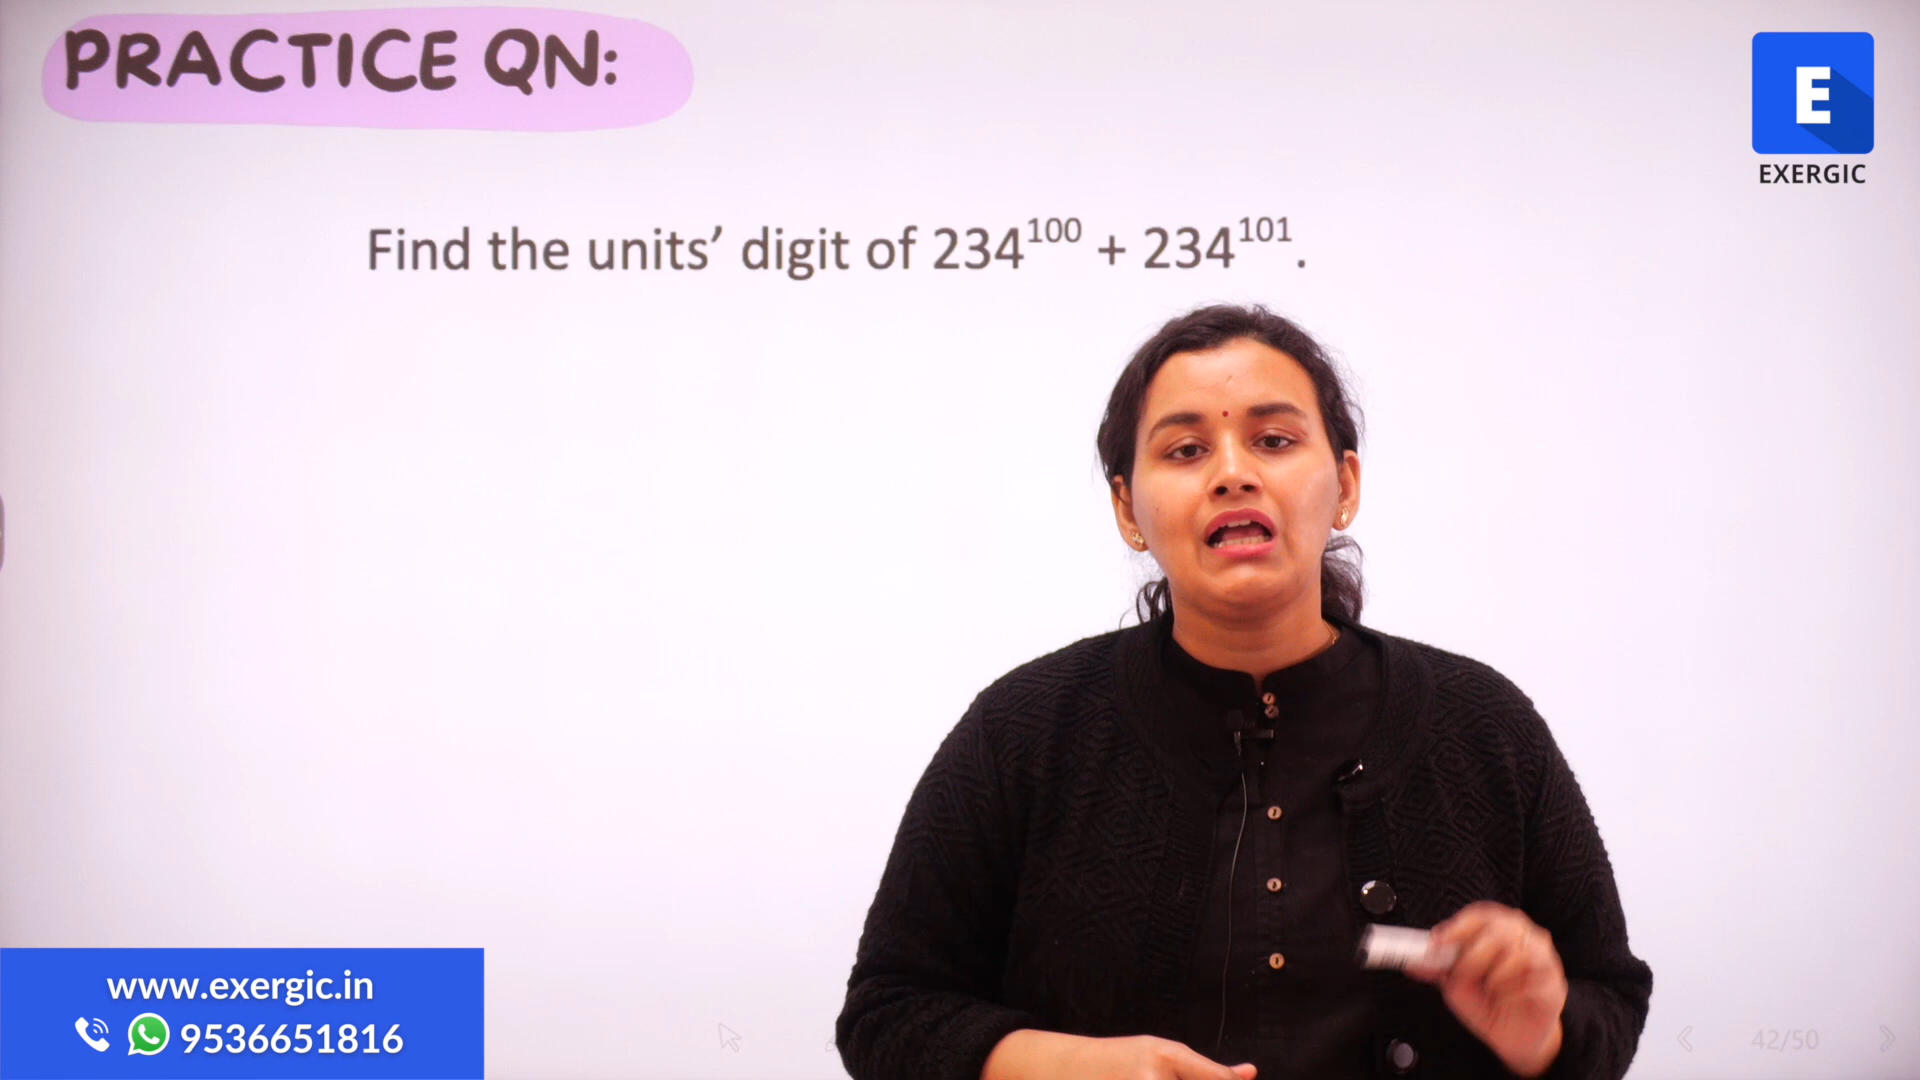 PRACTICE QN:
E
EXERGIC
Find the units’ digit of 234¹⁰⁰ + 234¹⁰¹.
www.exergic.in
9536651816
42/50